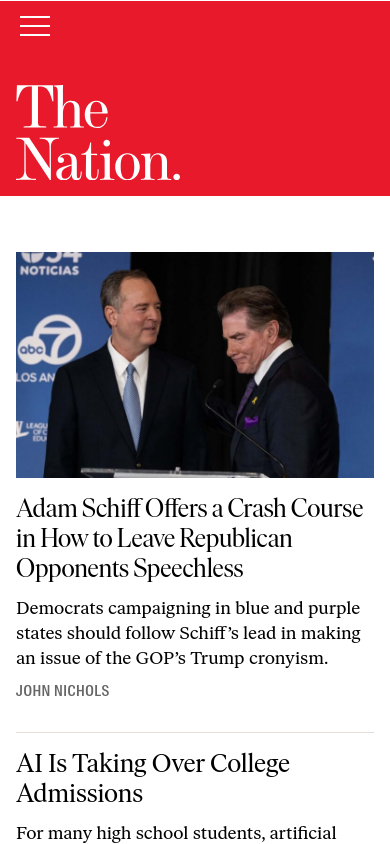 The
Nation.
NOTICIAS
abc 7
LOS AN
LEAGUE
Adam Schiff Offers a Crash Course
in How to Leave Republican
Opponents Speechless
Democrats campaigning in blue and purple
states should follow Schiff’s lead in making
an issue of the GOP’s Trump cronyism.
JOHN NICHOLS
AI Is Taking Over College
Admissions
For many high school students, artificial